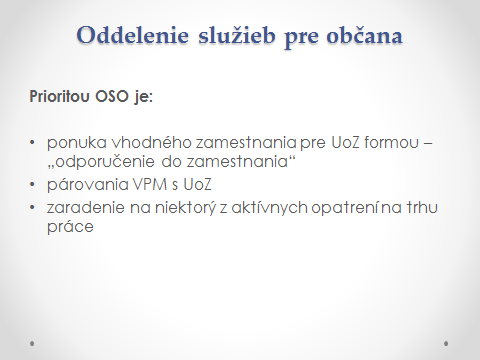 Oddelenie služieb pre občana
Prioritou OSO je:
• ponuka vhodného zamestnania pre UoZ formou –
„odporučenie do zamestnania“
• párovania VPM s UoZ
• zaradenie na niektorý z aktívnych opatrení na trhu
práce